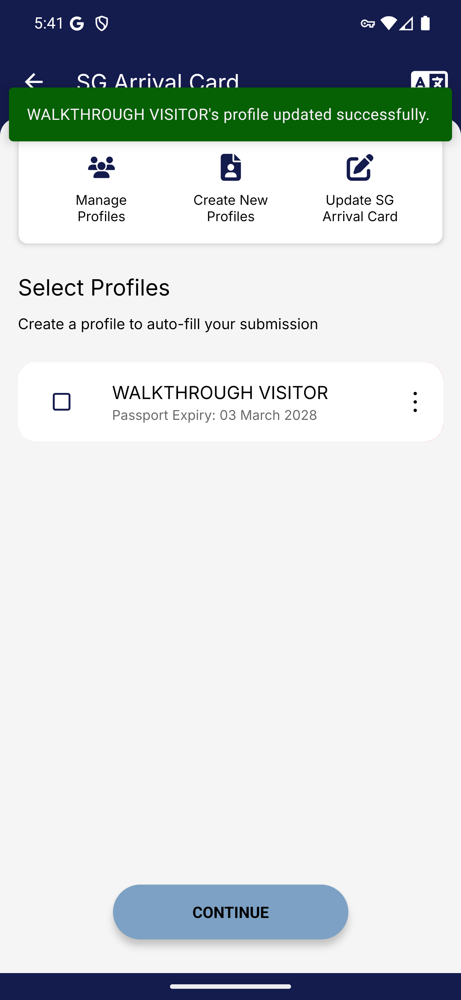 5:41
SG Arrival Card
WALKTHROUGH VISITOR's profile updated successfully.
Manage
Profiles
Create New
Profiles
Update SG
Arrival Card
Select Profiles
Create a profile to auto-fill your submission
WALKTHROUGH VISITOR
Passport Expiry: 03 March 2028
CONTINUE